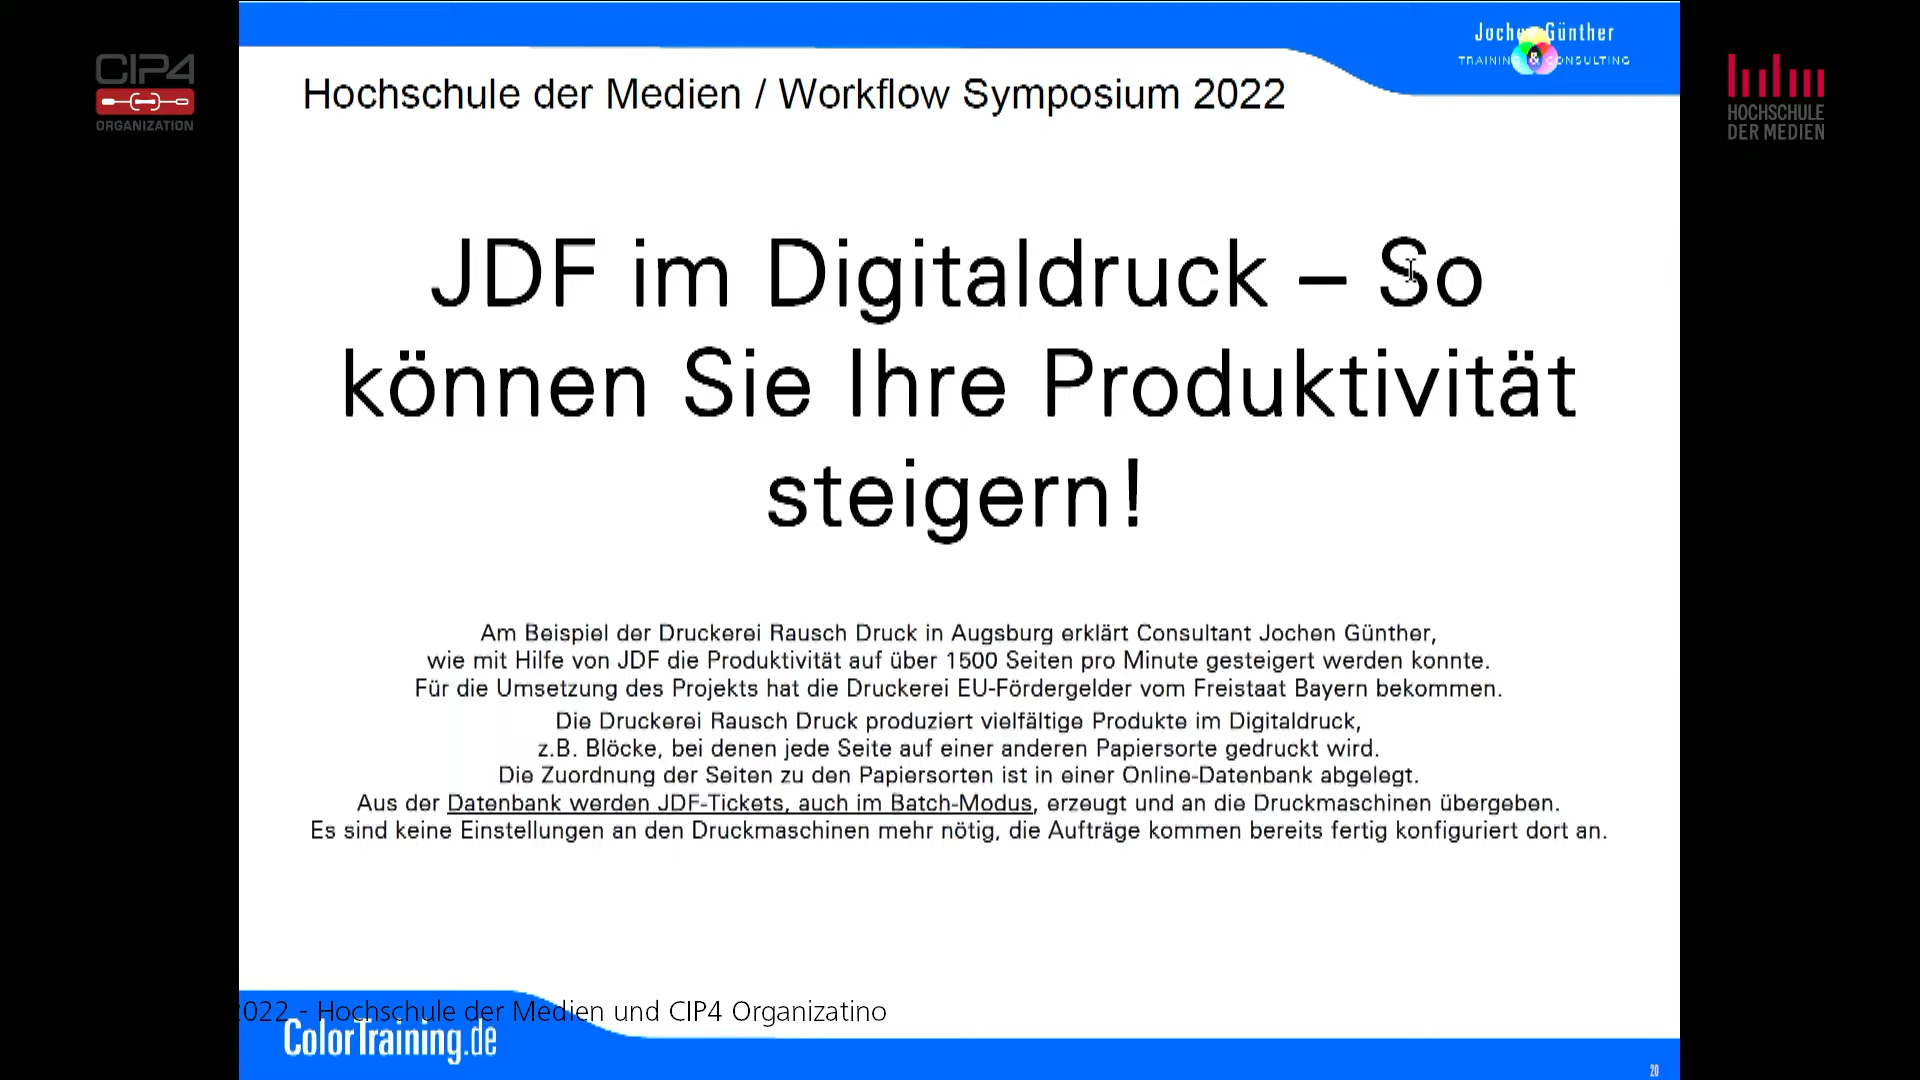 CIP4
ORGANIZATION
Jochen Günther
TRAINING & CONSULTING
HOCHSCHULE
DER MEDIEN
Hochschule der Medien / Workflow Symposium 2022
JDF im Digitaldruck – So
können Sie Ihre Produktivität
steigern!
Am Beispiel der Druckerei Rausch Druck in Augsburg erklärt Consultant Jochen Günther,
wie mit Hilfe von JDF die Produktivität auf über 1500 Seiten pro Minute gesteigert werden konnte.
Für die Umsetzung des Projekts hat die Druckerei EU-Fördergelder vom Freistaat Bayern bekommen.
Die Druckerei Rausch Druck produziert vielfältige Produkte im Digitaldruck,
z.B. Blöcke, bei denen jede Seite auf einer anderen Papiersorte gedruckt wird.
Die Zuordnung der Seiten zu den Papiersorten ist in einer Online-Datenbank abgelegt.
Aus der Datenbank werden JDF-Tickets, auch im Batch-Modus, erzeugt und an die Druckmaschinen übergeben.
Es sind keine Einstellungen an den Druckmaschinen mehr nötig, die Aufträge kommen bereits fertig konfiguriert dort an.
2022 - Hochschule der Medien und CIP4 Organizatino
ColorTraining.de
20